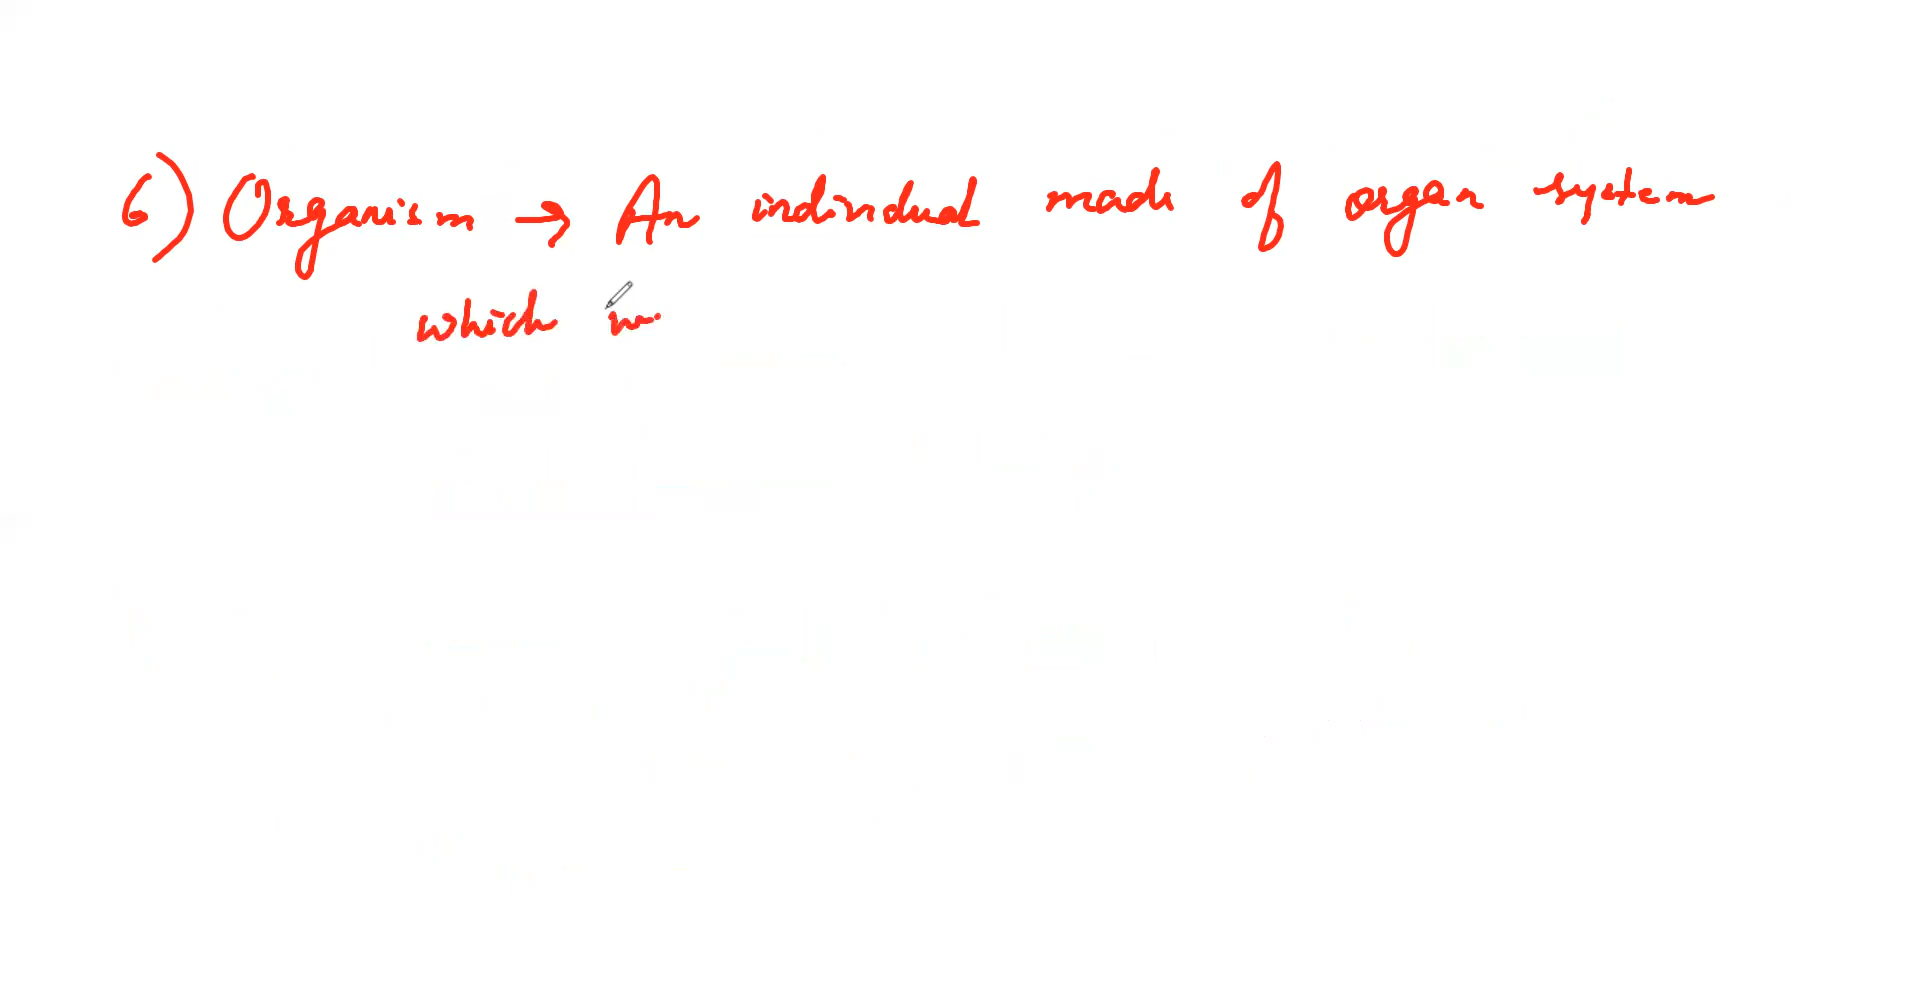 6) Organism → An individual made of organ system
which